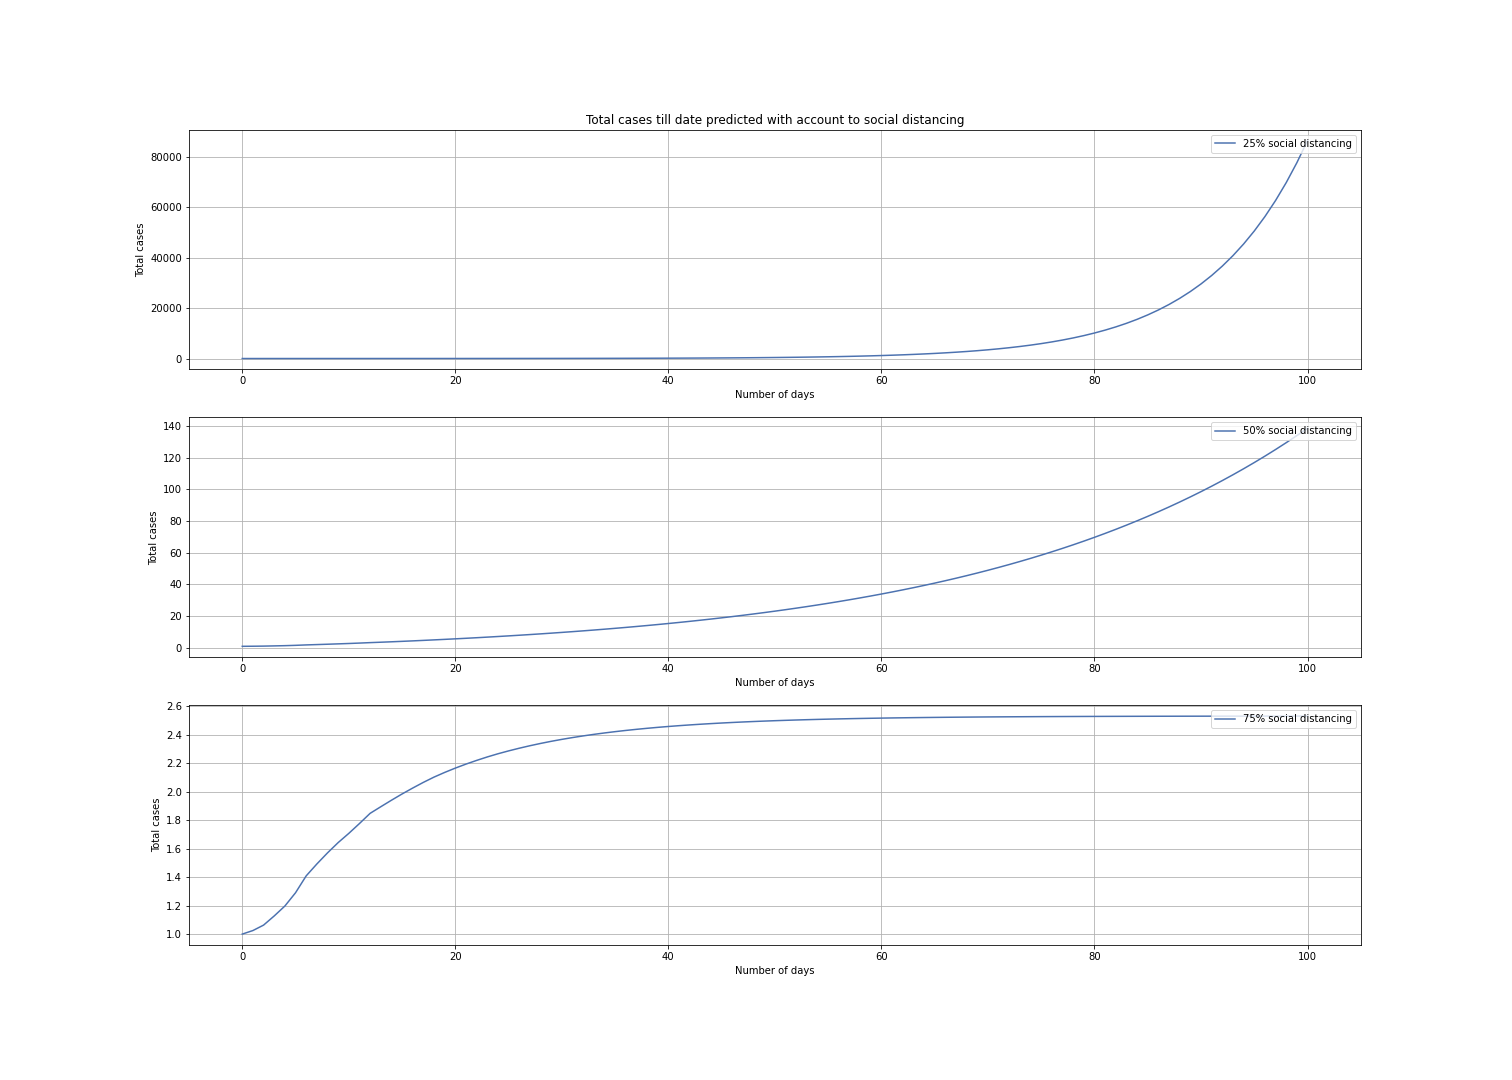 Total cases till date predicted with account to social distancing
25% social distancing
80000
60000
40000
20000
0
Total cases
0 20 40 60 80 100
Number of days
50% social distancing
140
120
100
80
60
40
20
0
Total cases
0 20 40 60 80 100
Number of days
75% social distancing
2.6
2.4
2.2
2.0
1.8
1.6
1.4
1.2
1.0
Total cases
0 20 40 60 80 100
Number of days